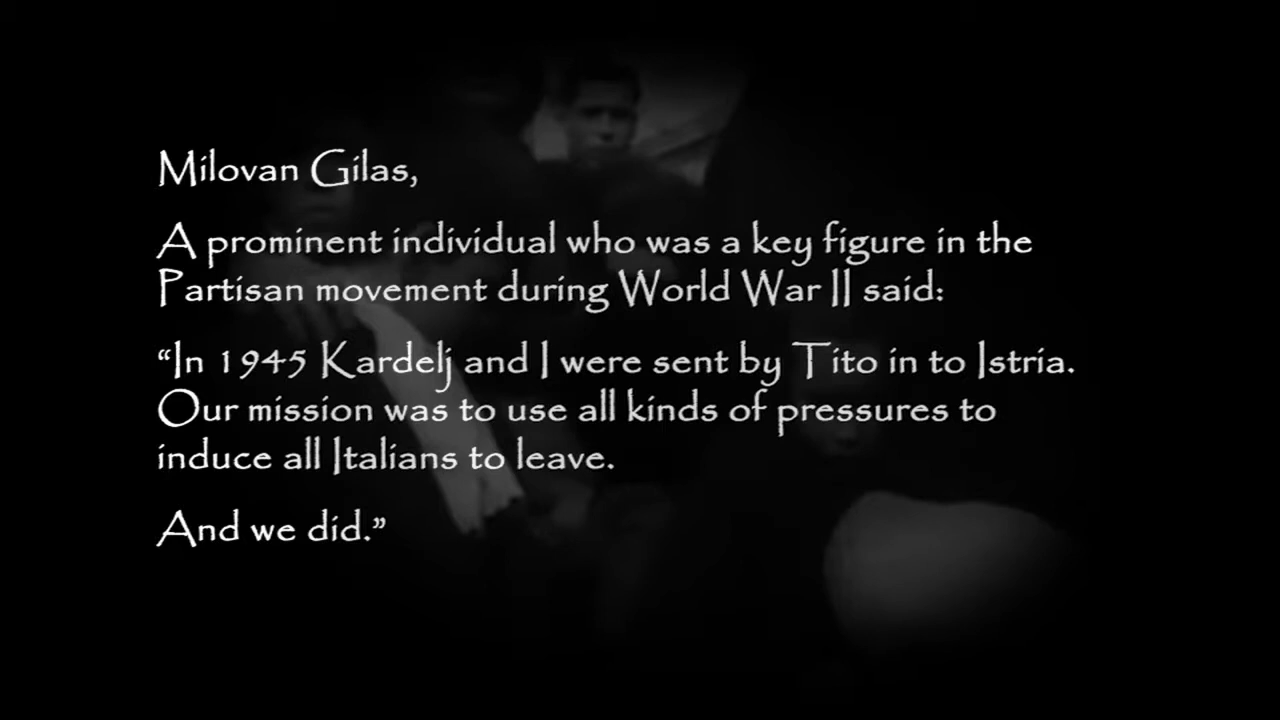 Milovan Gilas,
A prominent individual who was a key figure in the
Partisan movement during World War II said:
“In 1945 Kardelj and I were sent by Tito in to Istria.
Our mission was to use all kinds of pressures to
induce all Italians to leave.
And we did.”